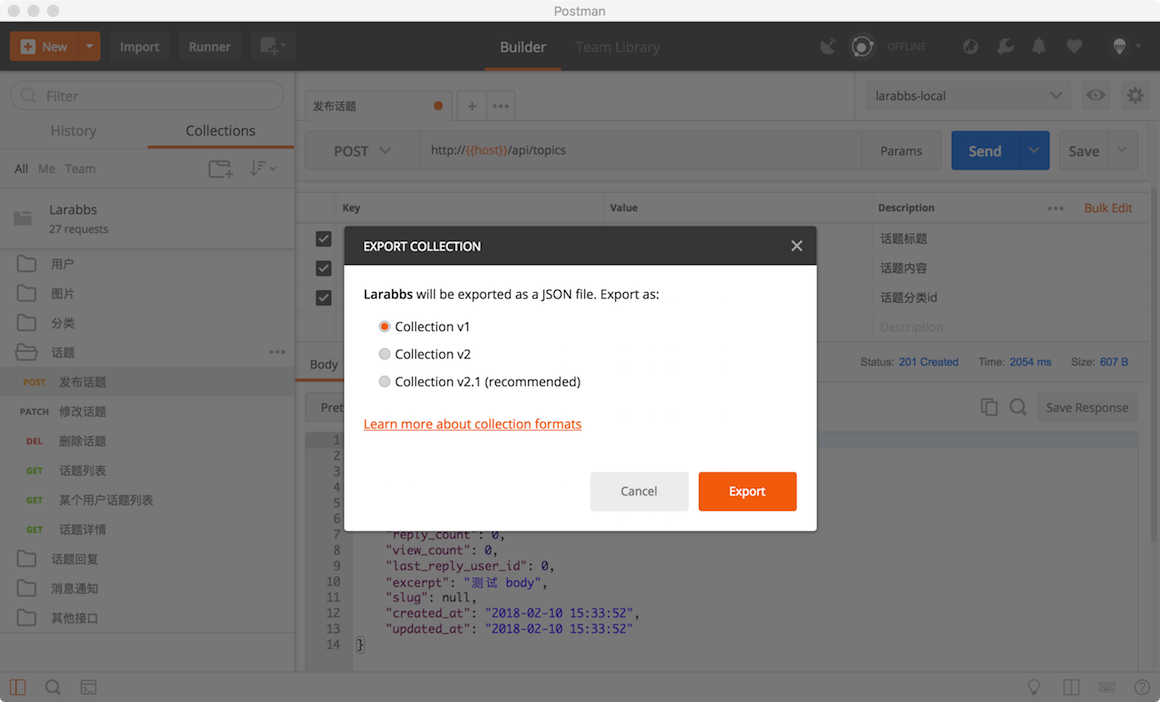 Postman
New
Import
Runner
Builder
Team Library
OFFLINE
Filter
History
Collections
All Me Team
Larabbs
27 requests
用户
图片
分类
话题
POST 发布话题
PATCH 修改话题
DEL 删除话题
GET 话题列表
GET 某个用户话题列表
GET 话题详情
话题回复
消息通知
其他接口
发布话题
larabbs-local
POST
http://{{host}}/api/topics
Params
Send
Save
Key Value Description Bulk Edit
话题标题
话题内容
话题分类id
Description
Body
Status: 201 Created Time: 2054 ms Size: 607 B
Save Response
EXPORT COLLECTION
Larabbs will be exported as a JSON file. Export as:
Collection v1
Collection v2
Collection v2.1 (recommended)
Learn more about collection formats
Cancel
Export
1
2
3
4
5
6
7 "reply_count": 0,
8 "view_count": 0,
9 "last_reply_user_id": 0,
10 "excerpt": "测试 body",
11 "slug": null,
12 "created_at": "2018-02-10 15:33:52",
13 "updated_at": "2018-02-10 15:33:52"
14 }